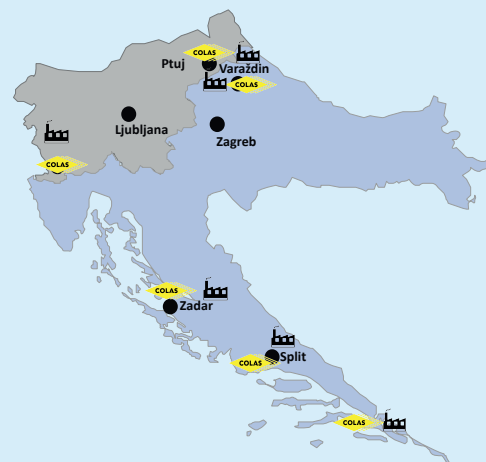 COLAS
Ptuj
Varaždin
COLAS
Ljubljana
Zagreb
COLAS
COLAS
Zadar
Split
COLAS
COLAS